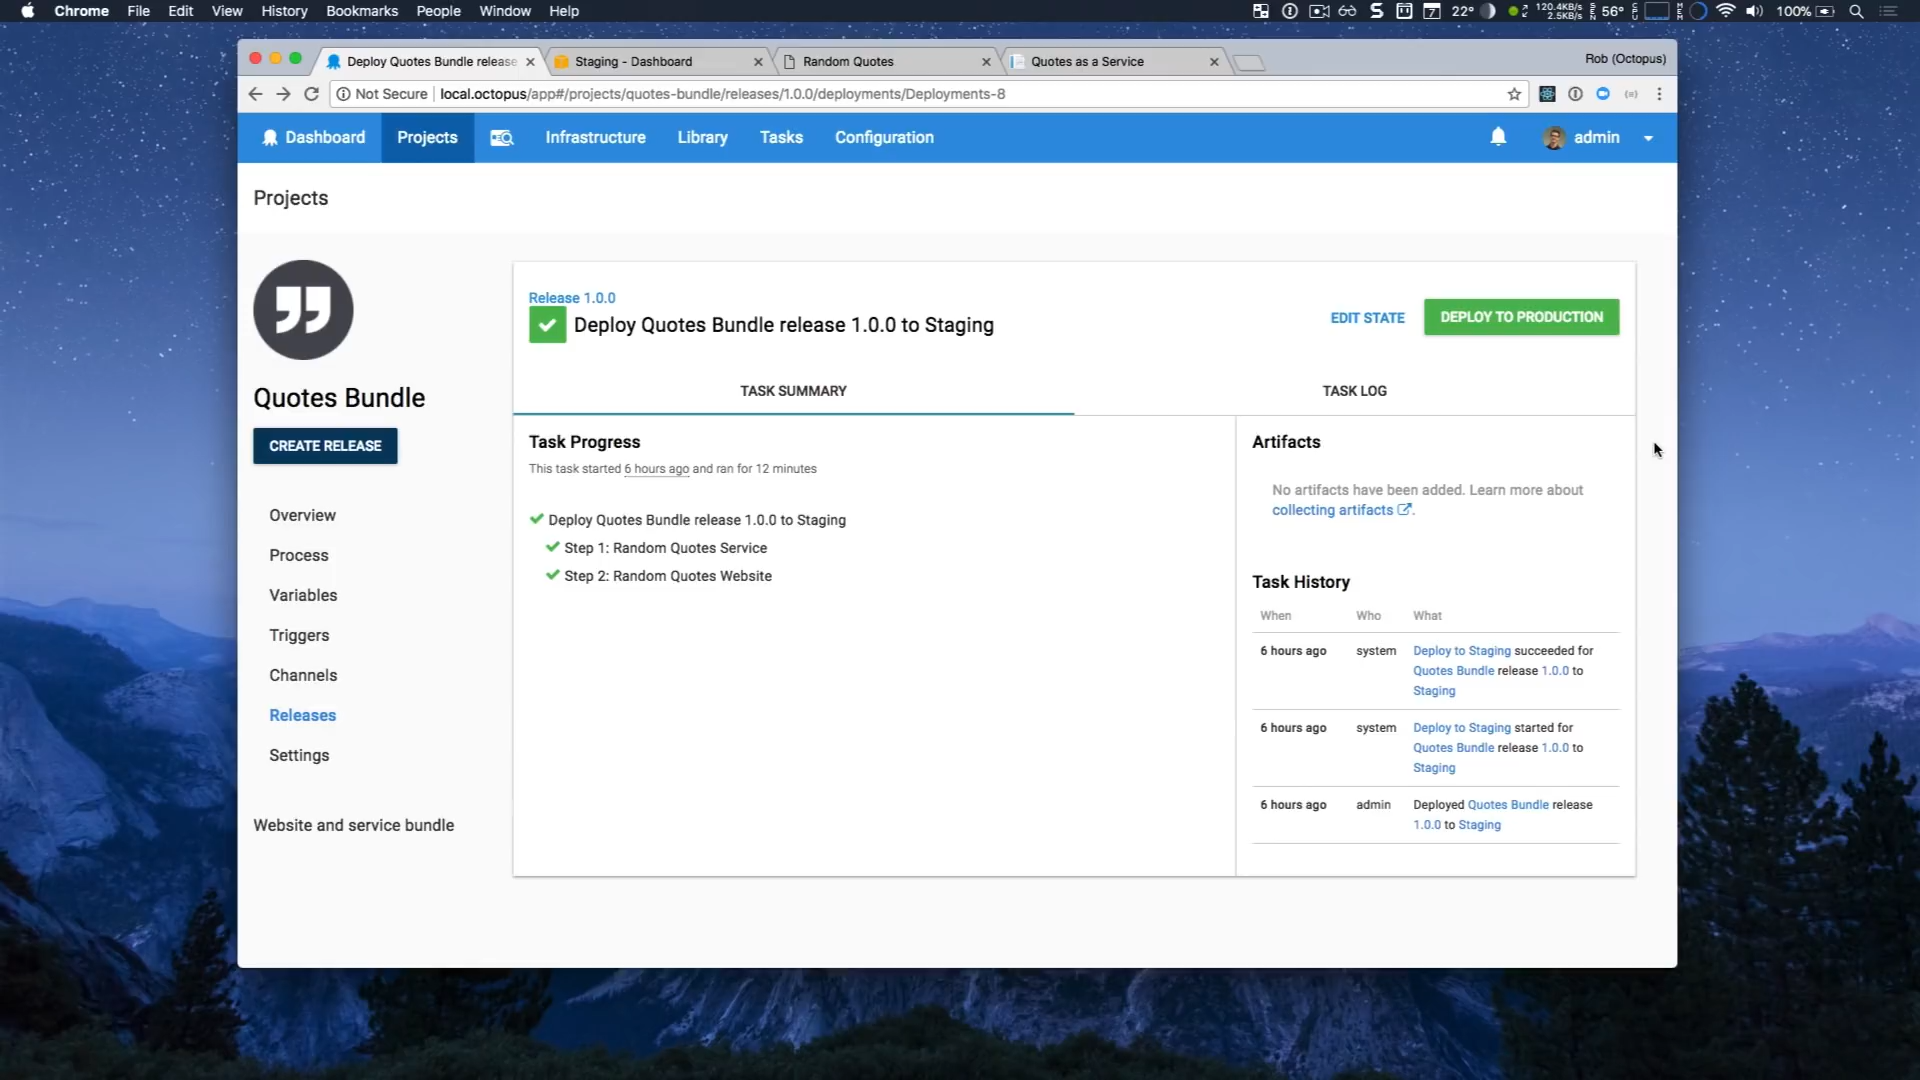 Chrome File Edit View History Bookmarks People Window Help
7 22° 120.4KB/s 2.5KB/s 56° 100%
Deploy Quotes Bundle release
Staging - Dashboard
Random Quotes
Quotes as a Service
Rob (Octopus)
Not Secure local.octopus/app#/projects/quotes-bundle/releases/1.0.0/deployments/Deployments-8
Dashboard Projects Infrastructure Library Tasks Configuration admin
Projects
Quotes Bundle
CREATE RELEASE
Overview
Process
Variables
Triggers
Channels
Releases
Settings
Website and service bundle
Release 1.0.0
Deploy Quotes Bundle release 1.0.0 to Staging
EDIT STATE DEPLOY TO PRODUCTION
TASK SUMMARY TASK LOG
Task Progress
This task started 6 hours ago and ran for 12 minutes
Deploy Quotes Bundle release 1.0.0 to Staging
Step 1: Random Quotes Service
Step 2: Random Quotes Website
Artifacts
No artifacts have been added. Learn more about
collecting artifacts.
Task History
When Who What
6 hours ago system Deploy to Staging succeeded for
Quotes Bundle release 1.0.0 to
Staging
6 hours ago system Deploy to Staging started for
Quotes Bundle release 1.0.0 to
Staging
6 hours ago admin Deployed Quotes Bundle release
1.0.0 to Staging